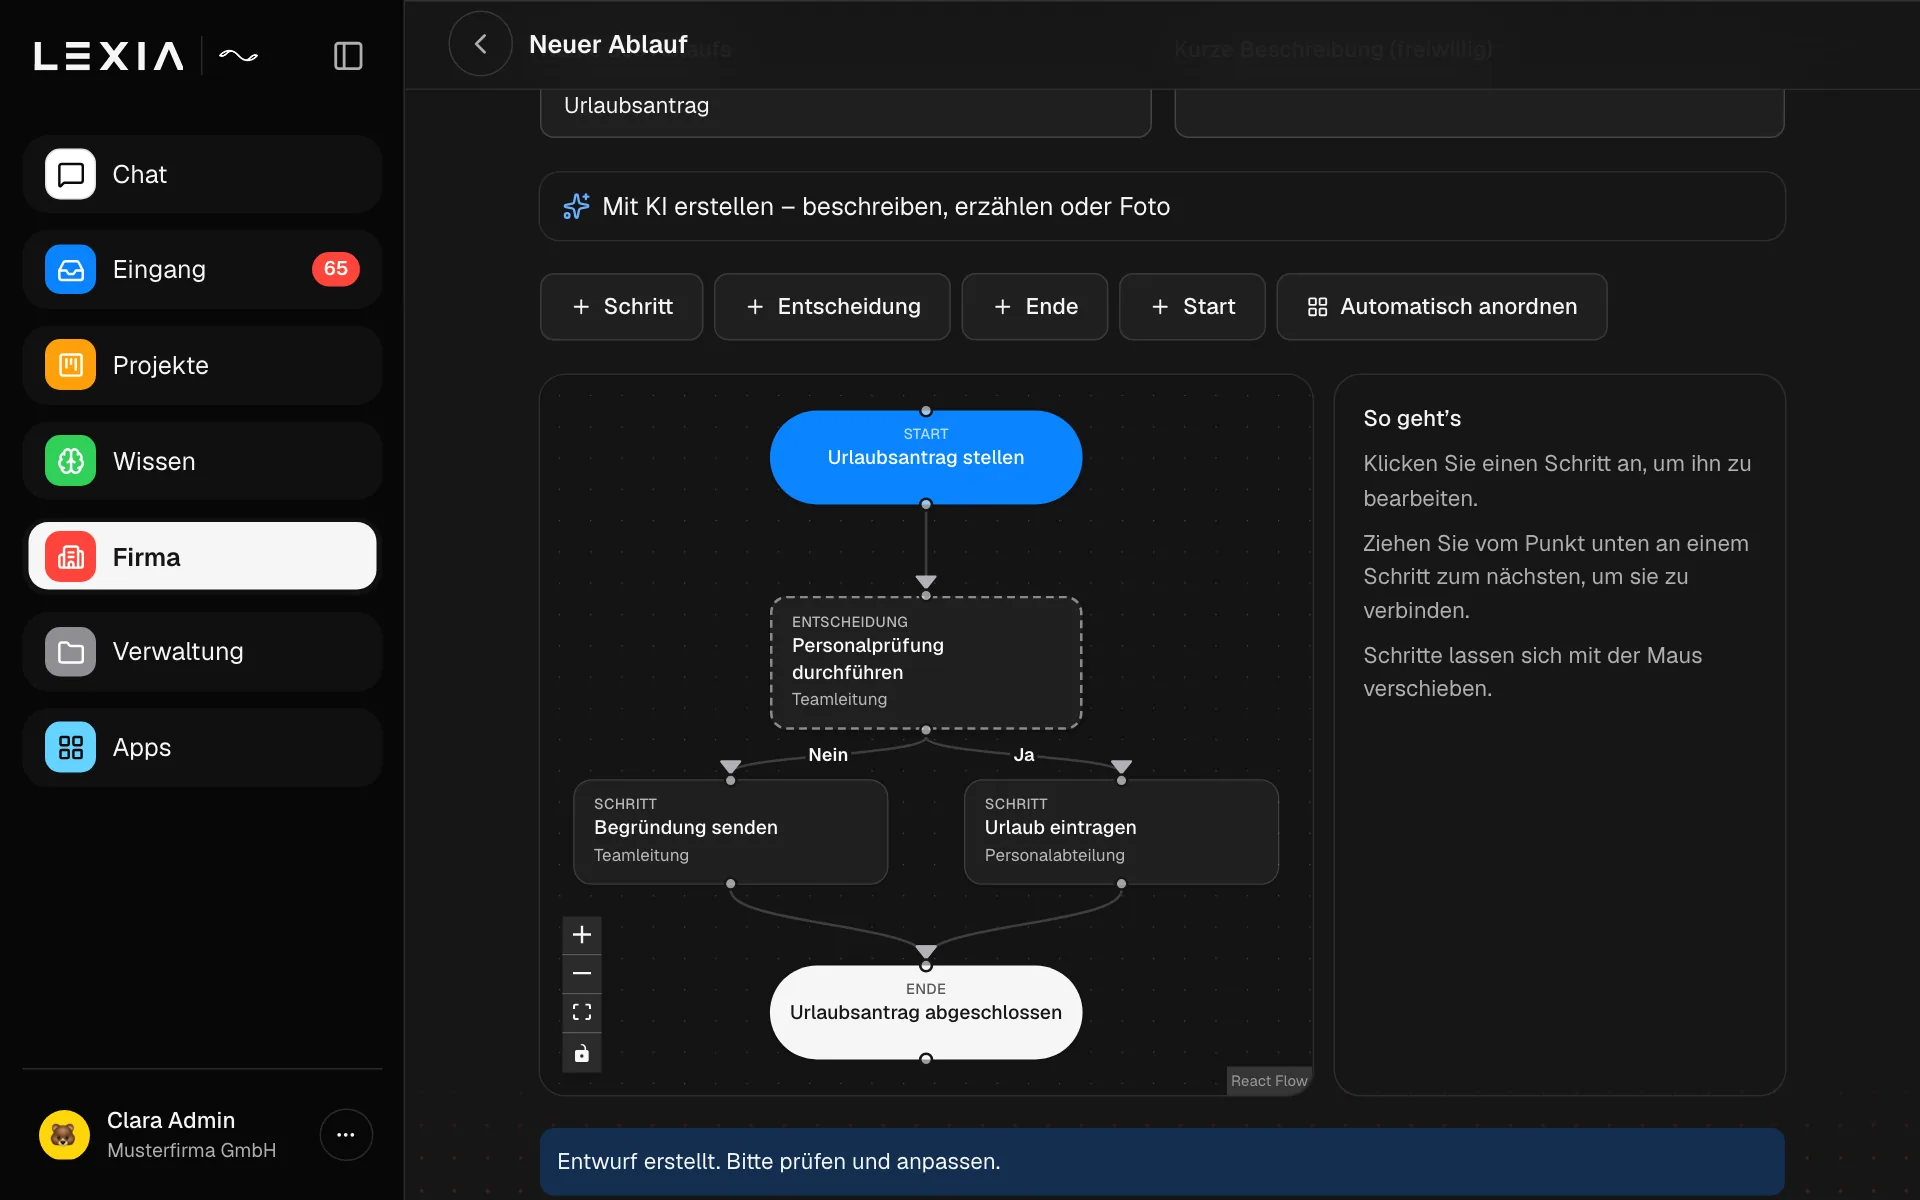 LEXIA
Neuer Ablauf
Kurze Beschreibung (freiwillig)
Urlaubsantrag
Chat
Eingang
65
Projekte
Wissen
Firma
Verwaltung
Apps
Mit KI erstellen – beschreiben, erzählen oder Foto
Schritt
Entscheidung
Ende
Start
Automatisch anordnen
START
Urlaubsantrag stellen
ENTSCHEIDUNG
Personalprüfung
durchführen
Teamleitung
Nein
Ja
SCHRITT
Begründung senden
Teamleitung
SCHRITT
Urlaub eintragen
Personalabteilung
ENDE
Urlaubsantrag abgeschlossen
React Flow
So geht’s
Klicken Sie einen Schritt an, um ihn zu
bearbeiten.
Ziehen Sie vom Punkt unten an einem
Schritt zum nächsten, um sie zu
verbinden.
Schritte lassen sich mit der Maus
verschieben.
Entwurf erstellt. Bitte prüfen und anpassen.
Clara Admin
Musterfirma GmbH